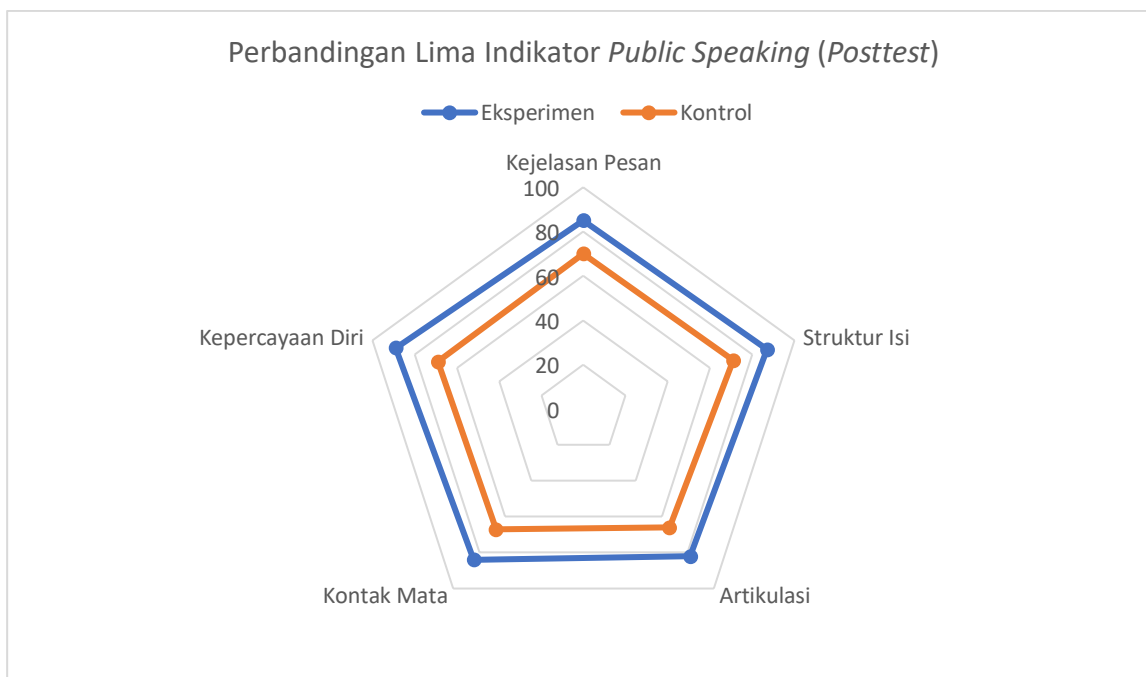 Perbandingan Lima Indikator Public Speaking (Posttest)
Eksperimen Kontrol
Kejelasan Pesan
100
80
60
40
20
0
Kepercayaan Diri
Struktur Isi
Kontak Mata
Artikulasi